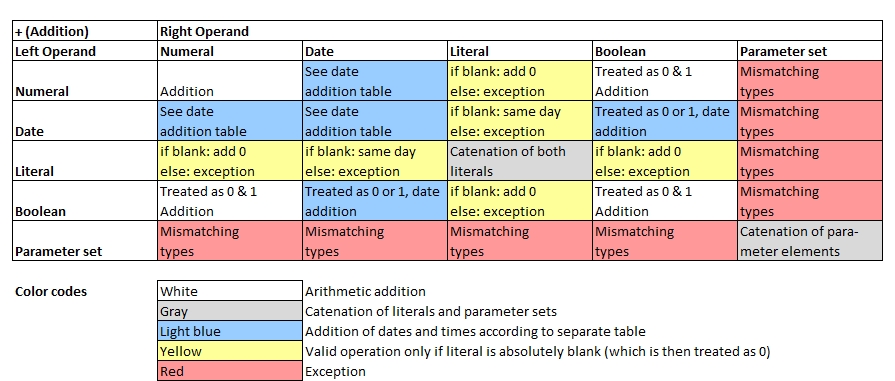 + (Addition) Right Operand
Left Operand Numeral Date Literal Boolean Parameter set
See date if blank: add 0 Treated as 0 & 1 Mismatching
Numeral Addition addition table else: exception Addition types
See date See date if blank: same day Treated as 0 or 1, date Mismatching
Date addition table addition table else: exception addition types
if blank: add 0 if blank: same day Catenation of both if blank: add 0 Mismatching
Literal else: exception else: exception literals else: exception types
Treated as 0 & 1 Treated as 0 or 1, date if blank: add 0 Treated as 0 & 1 Mismatching
Boolean Addition addition else: exception Addition types
Mismatching Mismatching Mismatching Mismatching Catenation of para-
Parameter set types types types types meter elements
Color codes White Arithmetic addition
Gray Catenation of literals and parameter sets
Light blue Addition of dates and times according to separate table
Yellow Valid operation only if literal is absolutely blank (which is then treated as 0)
Red Exception